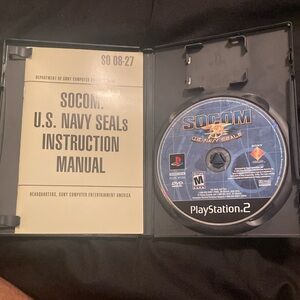 SO 08-27
DEPARTMENT OF SONY COMPUTER
SOCOM:
U.S. NAVY SEALs
INSTRUCTION
MANUAL
HEADQUARTERS, SONY COMPUTER ENTERTAINMENT AMERICA
SOCOM
U.S. NAVY SEALs
M
DVD
PlayStation.2